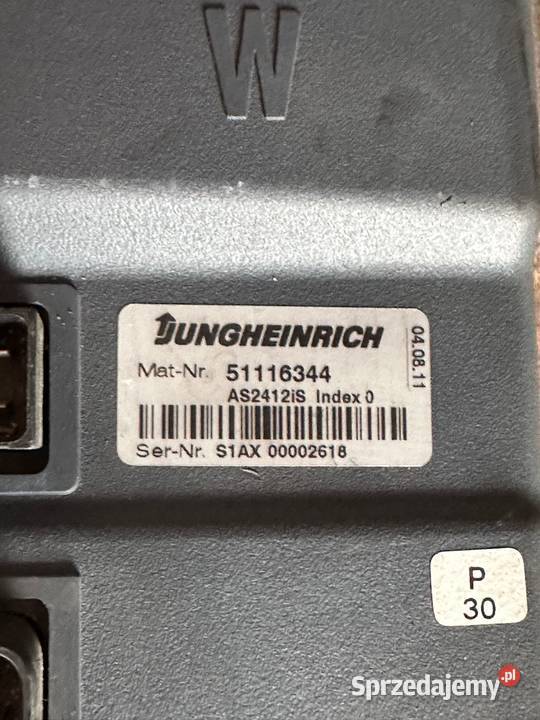 W
JUNGHEINRICH
04.08.11
Mat-Nr. 51116344
AS2412iS Index 0
Ser-Nr. S1AX 00002618
P
30
Sprzedajemy.pl